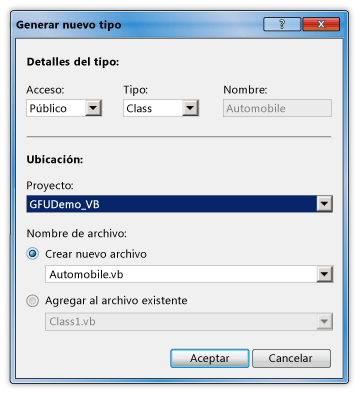 Generar nuevo tipo
Detalles del tipo:
Acceso: Tipo: Nombre:
Público Class Automobile
Ubicación:
Proyecto:
GFUDemo_VB
Nombre de archivo:
Crear nuevo archivo
Automobile.vb
Agregar al archivo existente
Class1.vb
Aceptar Cancelar